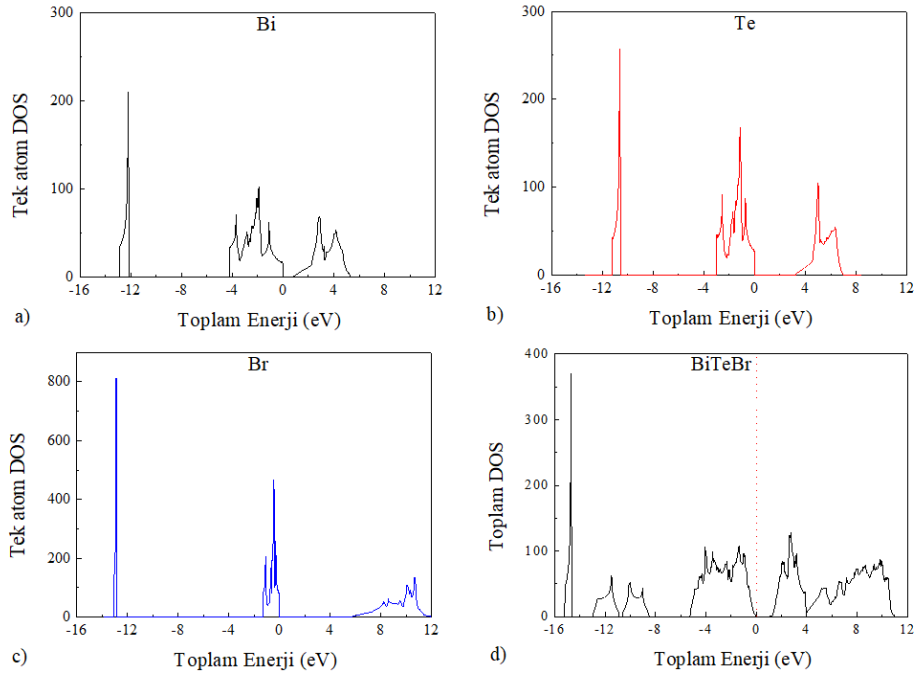 Bi
300
200
100
0
-16 -12 -8 -4 0 4 8 12
Tek atom DOS
Toplam Enerji (eV)
a)
Te
300
200
100
0
-16 -12 -8 -4 0 4 8 12
Tek atom DOS
Toplam Enerji (eV)
b)
Br
800
600
400
200
0
-16 -12 -8 -4 0 4 8 12
Tek atom DOS
Toplam Enerji (eV)
c)
BiTeBr
400
300
200
100
0
-16 -12 -8 -4 0 4 8 12
Toplam DOS
Toplam Enerji (eV)
d)